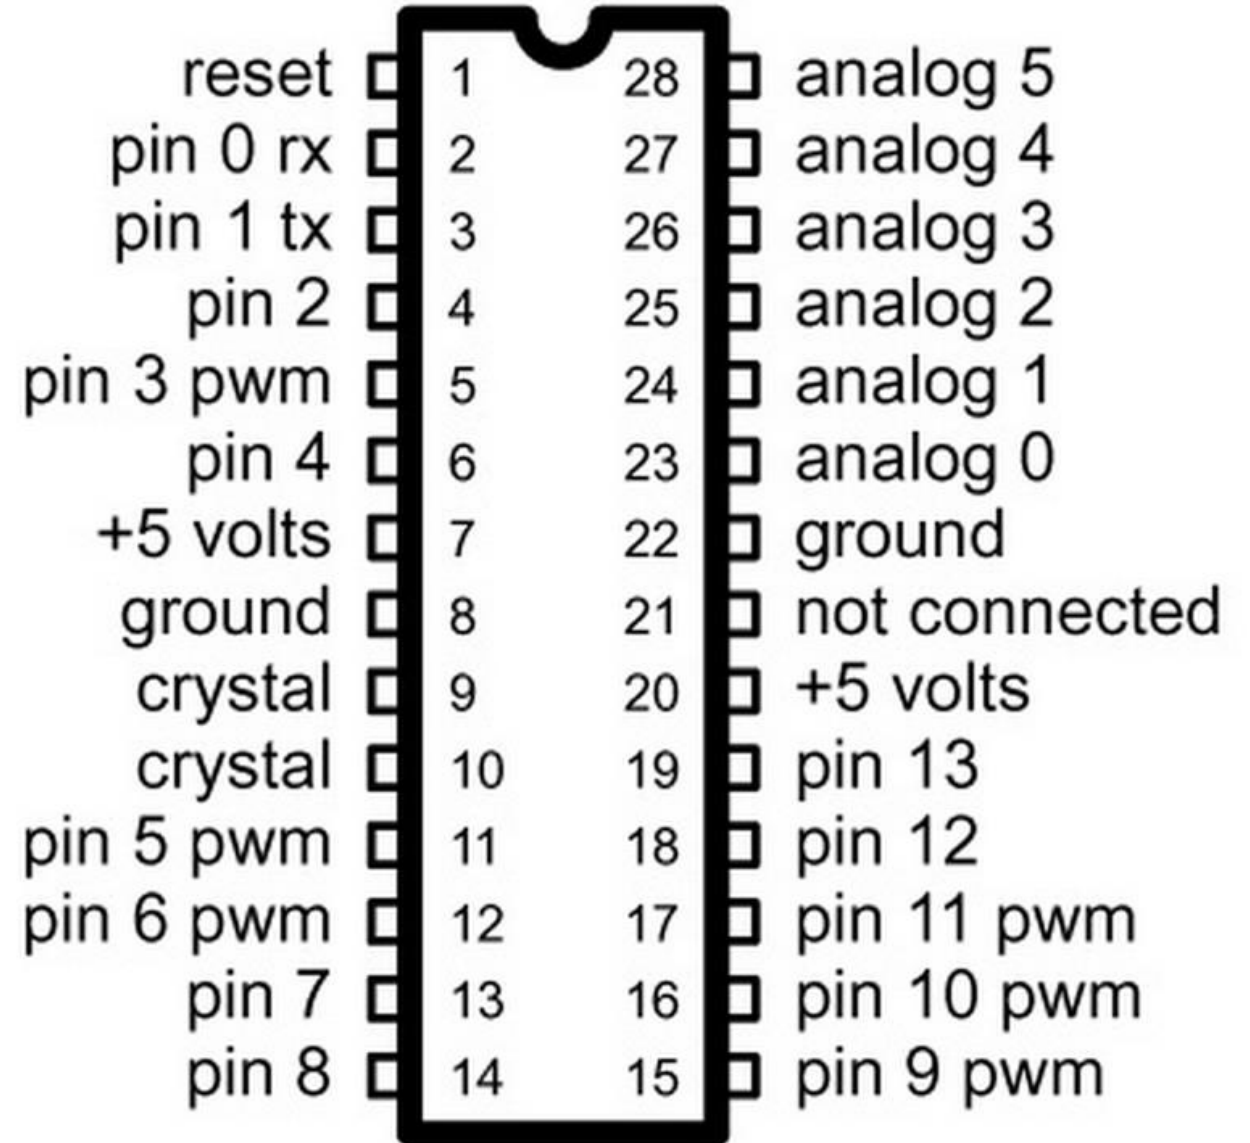 reset 1 28 analog 5
pin 0 rx 2 27 analog 4
pin 1 tx 3 26 analog 3
pin 2 4 25 analog 2
pin 3 pwm 5 24 analog 1
pin 4 6 23 analog 0
+5 volts 7 22 ground
ground 8 21 not connected
crystal 9 20 +5 volts
crystal 10 19 pin 13
pin 5 pwm 11 18 pin 12
pin 6 pwm 12 17 pin 11 pwm
pin 7 13 16 pin 10 pwm
pin 8 14 15 pin 9 pwm